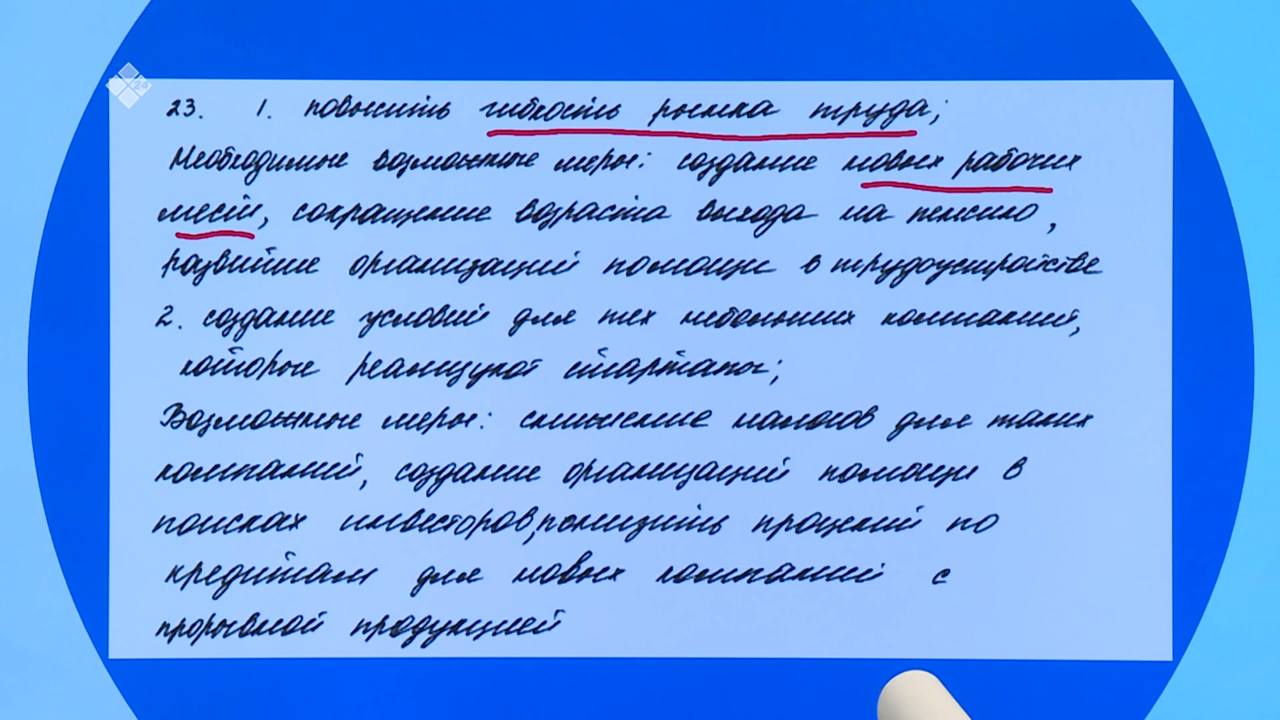 24
23. 1. повысить гибкость рынка труда;
Необходимые возможные меры: создание новых рабочих
мест, сокращение возраста выхода на пенсию,
развитие организаций помощи в трудоустройстве
2. создание условий для тех небольших компаний,
которые реализуют стартапы;
Возможные меры: снижение налогов для таких
компаний, создание организаций помощи в
поисках инвесторов, понизить процент по
кредитам для новых компаний с
прорывной продукцией